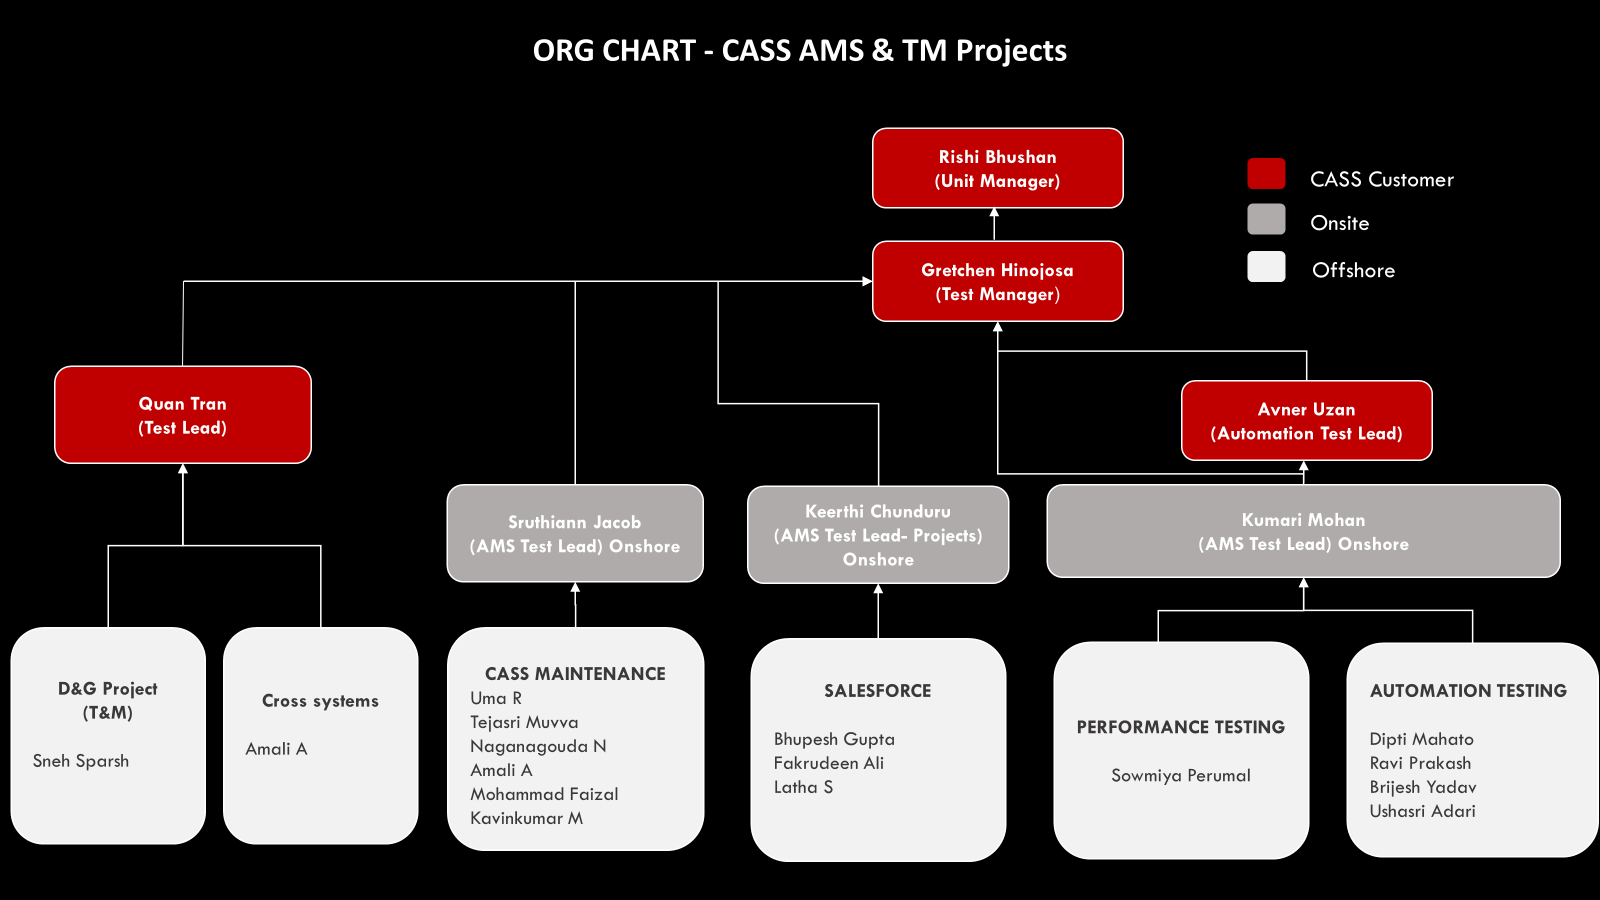 ORG CHART - CASS AMS & TM Projects
Rishi Bhushan
(Unit Manager)
CASS Customer
Onsite
Offshore
Gretchen Hinojosa
(Test Manager)
Quan Tran
(Test Lead)
Avner Uzan
(Automation Test Lead)
Sruthiann Jacob
(AMS Test Lead) Onshore
Keerthi Chunduru
(AMS Test Lead- Projects)
Onshore
Kumari Mohan
(AMS Test Lead) Onshore
D&G Project
(T&M)
Sneh Sparsh
Cross systems
Amali A
CASS MAINTENANCE
Uma R
Tejasri Muvva
Naganagouda N
Amali A
Mohammad Faizal
Kavinkumar M
SALESFORCE
Bhupesh Gupta
Fakrudeen Ali
Latha S
PERFORMANCE TESTING
Sowmiya Perumal
AUTOMATION TESTING
Dipti Mahato
Ravi Prakash
Brijesh Yadav
Ushasri Adari